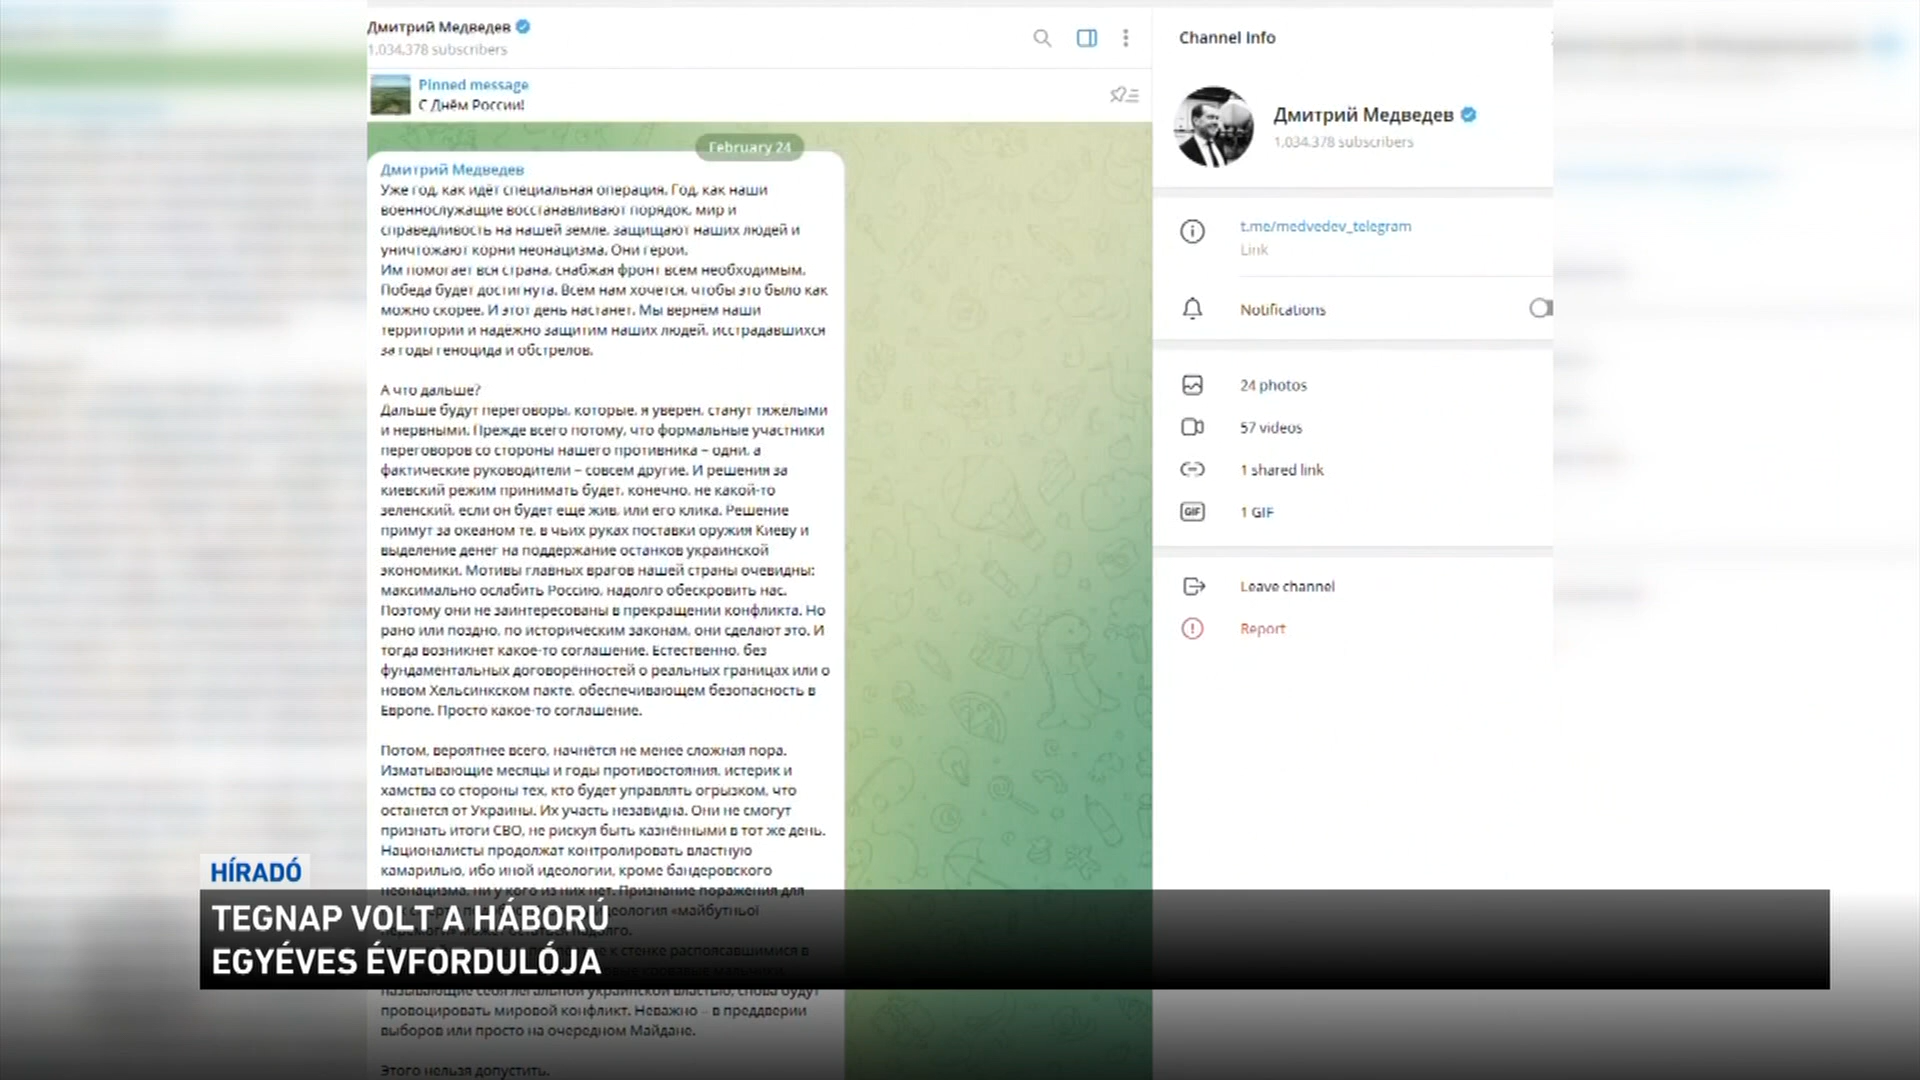 Дмитрий Медведев
1,034,378 subscribers
Pinned message
С Днём России!
February 24
Дмитрий Медведев
Уже год, как идёт специальная операция. Год, как наши
военнослужащие восстанавливают порядок, мир и
справедливость на нашей земле, защищают наших людей и
уничтожают корни неонацизма. Они герои.
Им помогает вся страна, снабжая фронт всем необходимым.
Победа будет достигнута. Всем нам хочется, чтобы это было как
можно скорее. И этот день настанет. Мы вернём наши
территории и надёжно защитим наших людей, исстрадавшихся
за годы геноцида и обстрелов.
А что дальше?
Дальше будут переговоры, которые, я уверен, станут тяжёлыми
и нервными. Прежде всего потому, что формальные участники
переговоров со стороны нашего противника – одни, а
фактические руководители – совсем другие. И решения за
киевский режим принимать будет, конечно, не какой-то
зеленский, если он будет еще жив, или его клика. Решение
примут за океаном те, в чьих руках поставки оружия Киеву и
выделение денег на поддержание останков украинской
экономики. Мотивы главных врагов нашей страны очевидны:
максимально ослабить Россию, надолго обескровить нас.
Поэтому они не заинтересованы в прекращении конфликта. Но
рано или поздно, по историческим законам, они сделают это. И
тогда возникнет какое-то соглашение. Естественно, без
фундаментальных договорённостей о реальных границах или о
новом Хельсинкском пакте, обеспечивающем безопасность в
Европе. Просто какое-то соглашение.
Потом, вероятнее всего, начнётся не менее сложная пора.
Изматывающие месяцы и годы противостояния, истерик и
хамства со стороны тех, кто будет управлять огрызком, что
останется от Украины. Их участь незавидна. Они не смогут
признать итоги СВО, не рискуя быть казнёнными в тот же день.
Националисты продолжат контролировать властную
камарилью, ибо иной идеологии, кроме бандеровского
неонацизма, ни у кого из них нет. Признание поражения для
идеология «майбутньої
надолго.
к стенке распоясавшимися в
называющие себя легальной украинской властью, снова будут
провоцировать мировой конфликт. Неважно – в преддверии
выборов или просто на очередном Майдане.
Этого нельзя допустить.
Channel Info
Дмитрий Медведев
1,034,378 subscribers
t.me/medvedev_telegram
Link
Notifications
24 photos
57 videos
1 shared link
GIF
1 GIF
Leave channel
Report
HÍRADÓ
TEGNAP VOLT A HÁBORÚ
EGYÉVES ÉVFORDULÓJA